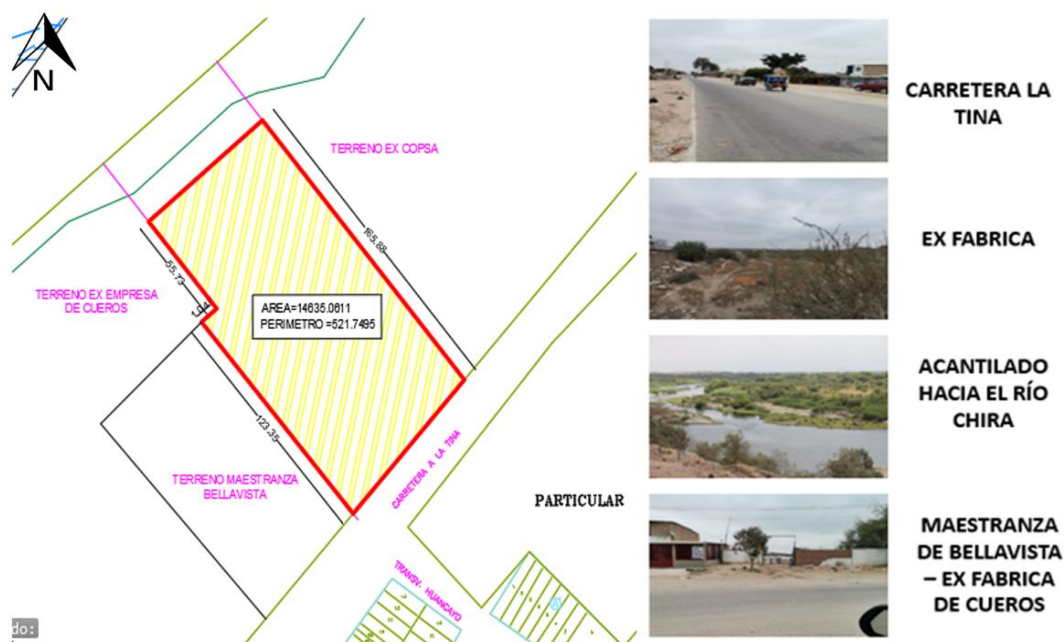 N
TERRENO EX COPSA
165.88
55.73
TERRENO EX EMPRESA
DE CUEROS
AREA=14635.0611
PERIMETRO =521.7495
123.35
TERRENO MAESTRANZA
BELLAVISTA
CARRETERA A LA TINA
PARTICULAR
TRANSV. HUANCAYO
do:
CARRETERA LA
TINA
EX FABRICA
ACANTILADO
HACIA EL RÍO
CHIRA
MAESTRANZA
DE BELLAVISTA
– EX FABRICA
DE CUEROS